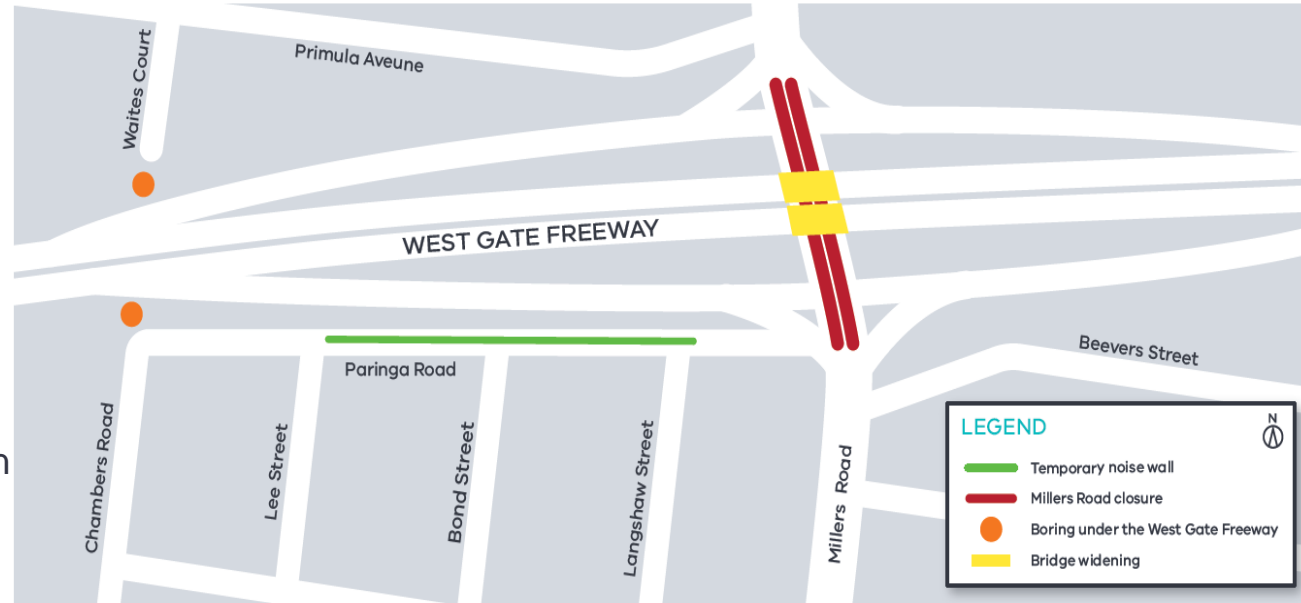 Waites Court
Primula Aveune
WEST GATE FREEWAY
Paringa Road
Beevers Street
Chambers Road
Lee Street
Bond Street
Langshaw Street
Millers Road
n
LEGEND
N
Temporary noise wall
Millers Road closure
Boring under the West Gate Freeway
Bridge widening